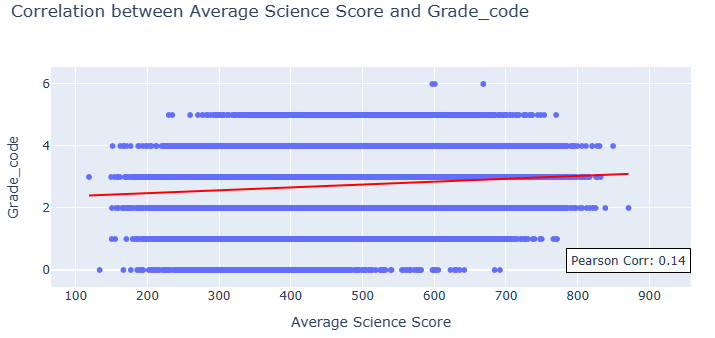 Correlation between Average Science Score and Grade_code
6
4
2
0
Grade_code
Pearson Corr: 0.14
100 200 300 400 500 600 700 800 900
Average Science Score